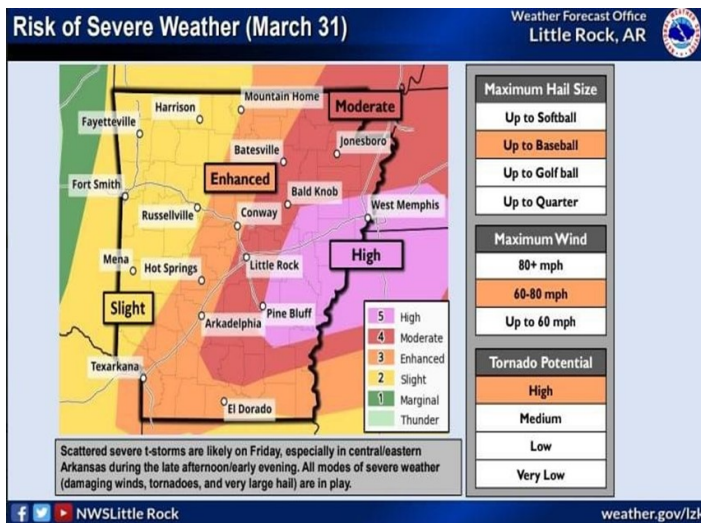 Risk of Severe Weather (March 31)
Weather Forecast Office
Little Rock, AR
Harrison
Mountain Home
Moderate
Fayetteville
Jonesboro
Batesville
Enhanced
Fort Smith
Bald Knob
West Memphis
Russellville
Conway
Mena
Hot Springs
Little Rock
High
Slight
Arkadelphia
Pine Bluff
Texarkana
El Dorado
5 High
4 Moderate
3 Enhanced
2 Slight
1 Marginal
Thunder
Maximum Hail Size
Up to Softball
Up to Baseball
Up to Golf ball
Up to Quarter
Maximum Wind
80+ mph
60-80 mph
Up to 60 mph
Tornado Potential
High
Medium
Low
Very Low
Scattered severe t-storms are likely on Friday, especially in central/eastern
Arkansas during the late afternoon/early evening. All modes of severe weather
(damaging winds, tornadoes, and very large hail) are in play.
NWSLittle Rock
weather.gov/lzk